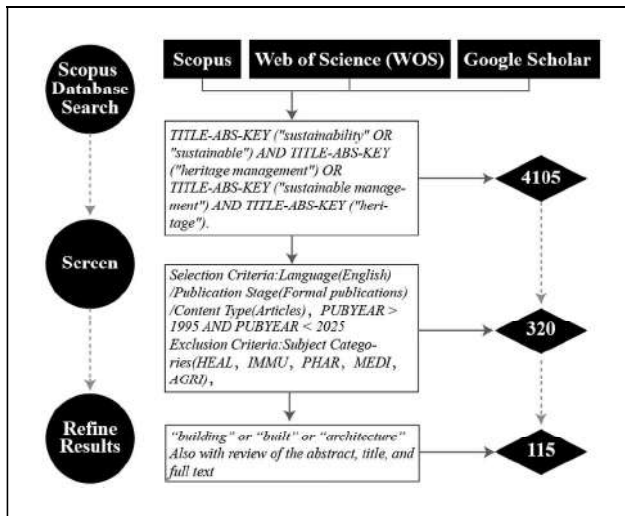 Scopus
Database
Search
Scopus
Web of Science (WOS)
Google Scholar
TITLE-ABS-KEY ("sustainability" OR
"sustainable") AND TITLE-ABS-KEY
("heritage management") OR
TITLE-ABS-KEY ("sustainable manage-
ment") AND TITLE-ABS-KEY ("heri-
tage").
4105
Screen
Selection Criteria:Language(English)
/Publication Stage(Formal publications)
/Content Type(Articles), PUBYEAR >
1995 AND PUBYEAR < 2025
Exclusion Criteria:Subject Catego-
ries(HEAL, IMMU, PHAR, MEDI,
AGRI),
320
Refine
Results
“building” or “built” or “architecture”
Also with review of the abstract, title, and
full text
115